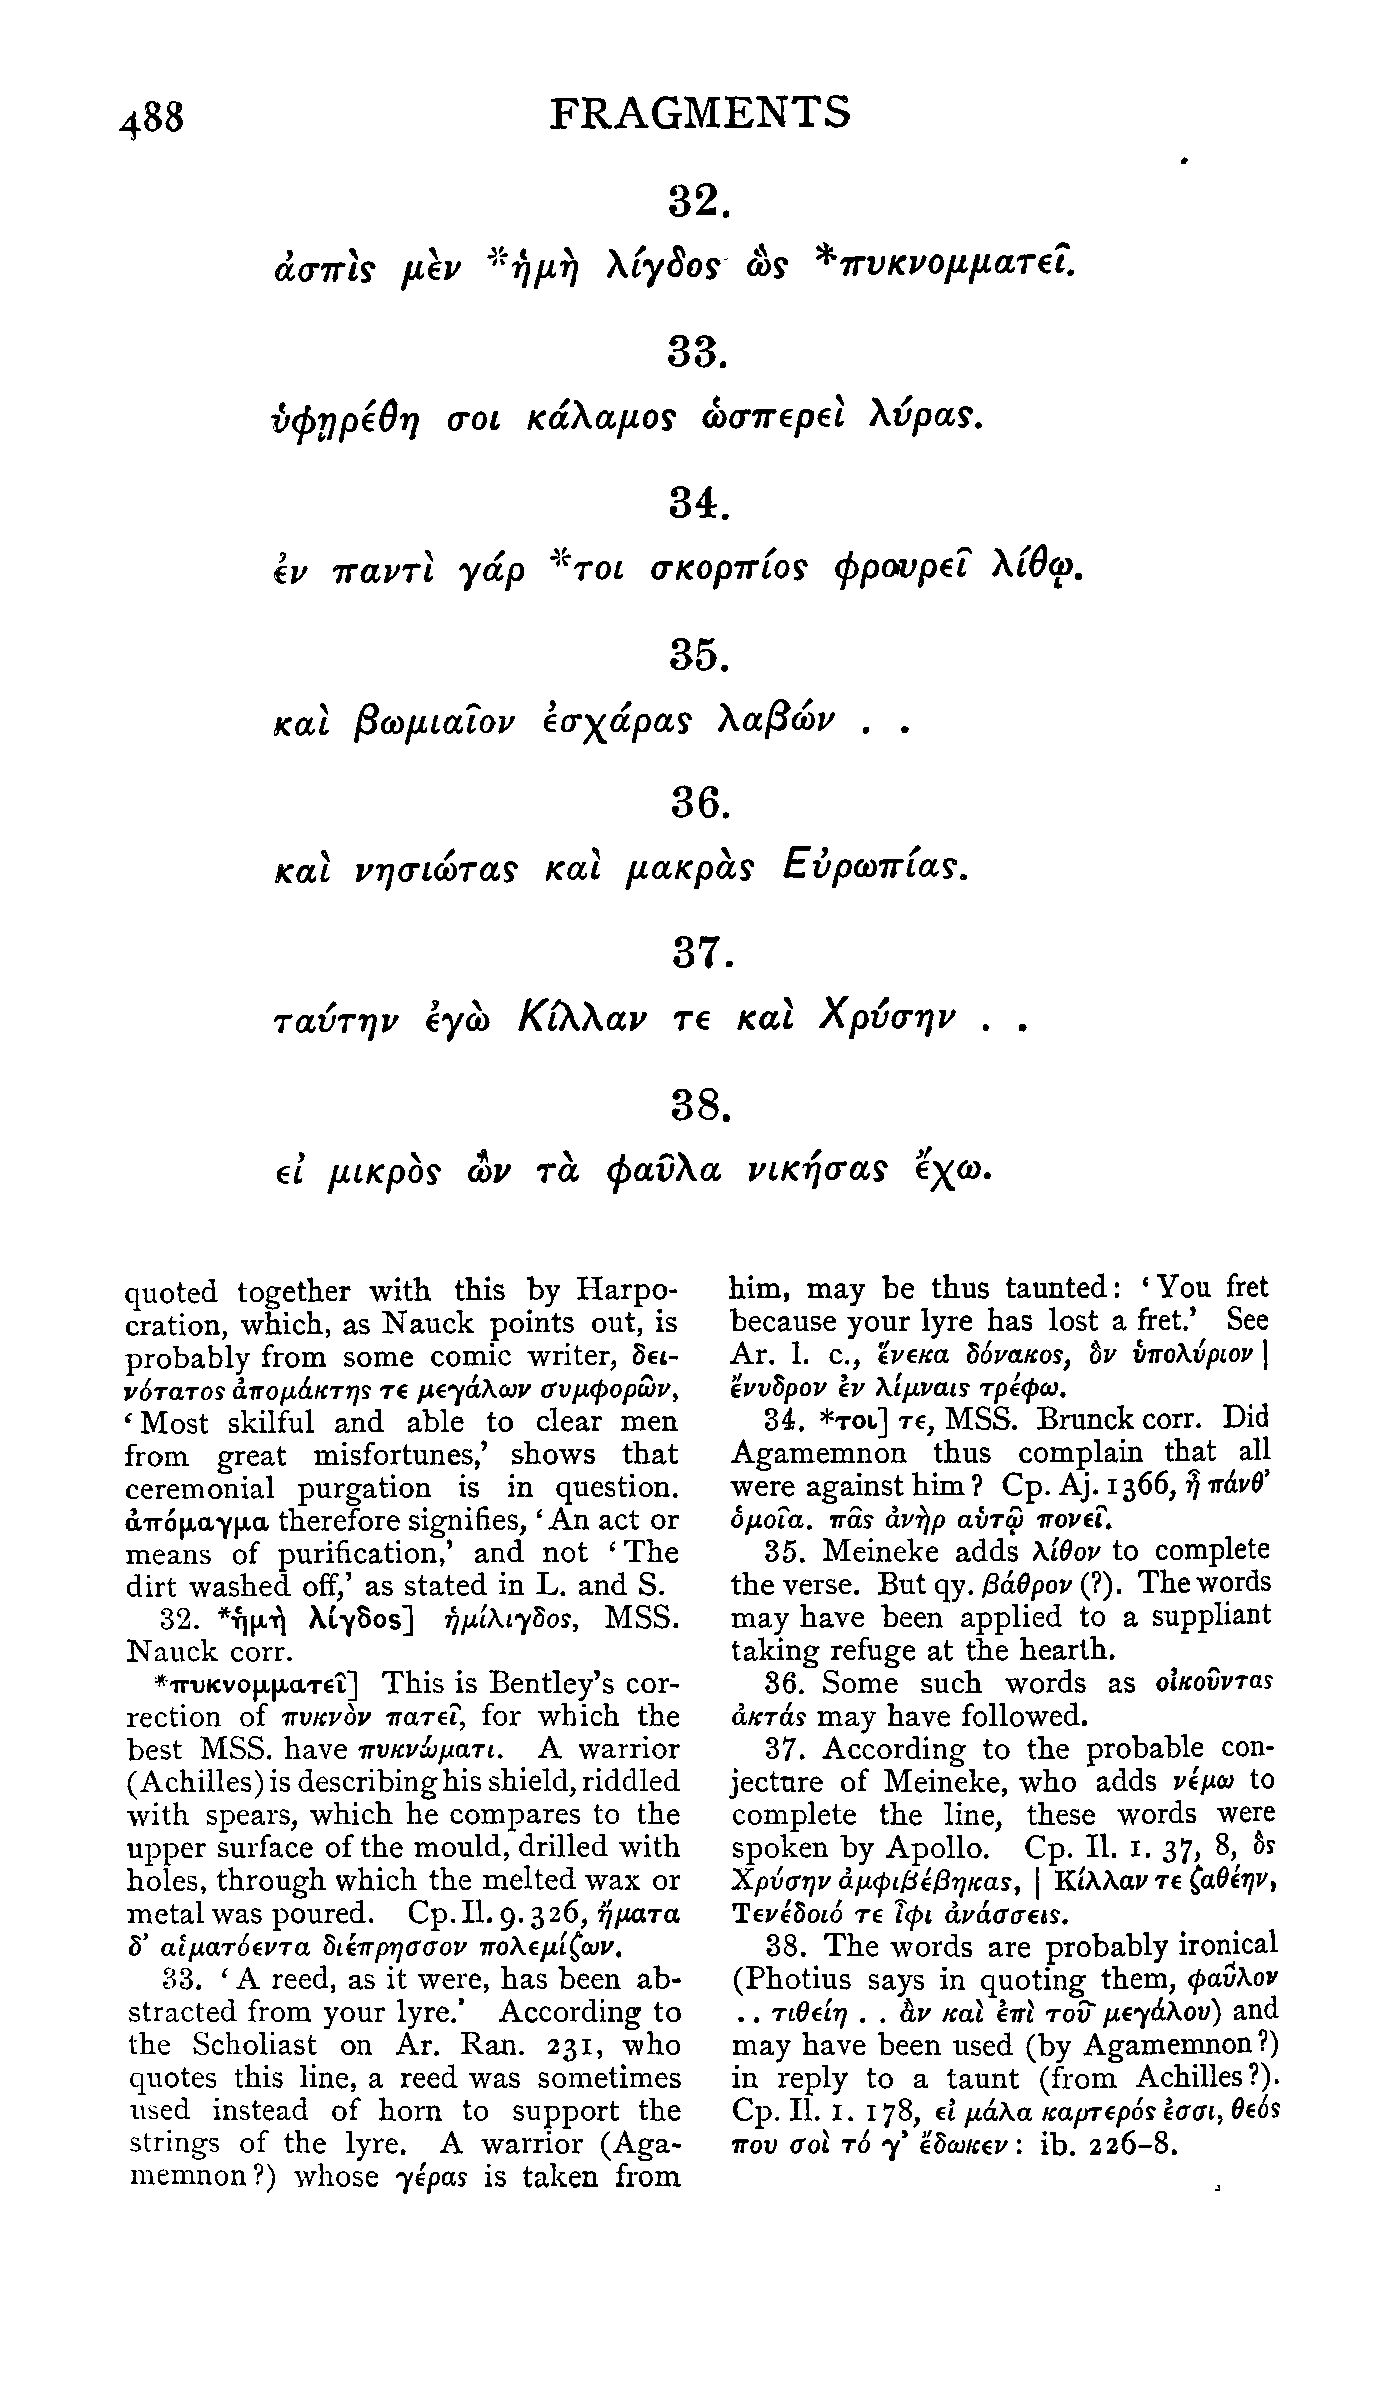 488
FRAGMENTS
32.
ἀσπὶς μὲν *ἡμὴ λίγδος ὣς *πυκνομματεῖ.
33.
ὑφῃρέθη σοι κάλαμος ὡσπερεὶ λύρας.
34.
ἐν παντὶ γάρ *τοι σκορπίος φρουρεῖ λίθῳ.
35.
καὶ βωμιαῖον ἐσχάρας λαβών . .
36.
καὶ νησιώτας καὶ μακρὰς Εὐρωπίας.
37.
ταύτην ἐγὼ Κίλλαν τε καὶ Χρύσην . .
38.
εἰ μικρὸς ὢν τὰ φαῦλα νικήσας ἔχω.
quoted together with this by Harpo-
cration, which, as Nauck points out, is
probably from some comic writer, δει-
νότατος ἀπομάκτης τε μεγάλων συμφορῶν,
‘Most skilful and able to clear men
from great misfortunes,’ shows that
ceremonial purgation is in question.
ἀπόμαγμα therefore signifies, ‘An act or
means of purification,’ and not ‘The
dirt washed off,’ as stated in L. and S.
32. *ἡμὴ λίγδος] ἡμίλιγδος, MSS.
Nauck corr.
*πυκνομματεῖ] This is Bentley’s cor-
rection of πυκνὸν πατεῖ, for which the
best MSS. have πυκνώματι. A warrior
(Achilles) is describing his shield, riddled
with spears, which he compares to the
upper surface of the mould, drilled with
holes, through which the melted wax or
metal was poured. Cp. Il. 9. 326, ἤματα
δ’ αἱματόεντα διέπρησσον πολεμίζων.
33. ‘A reed, as it were, has been ab-
stracted from your lyre.’ According to
the Scholiast on Ar. Ran. 231, who
quotes this line, a reed was sometimes
used instead of horn to support the
strings of the lyre. A warrior (Aga-
memnon?) whose γέρας is taken from
him, may be thus taunted: ‘You fret
because your lyre has lost a fret.’ See
Ar. l. c., ἕνεκα δόνακος, ὃν ὑπολύριον |
ἔνυδρον ἐν λίμναις τρέφω.
34. *τοι] τε, MSS. Brunck corr. Did
Agamemnon thus complain that all
were against him? Cp. Aj. 1366, ἦ πάνθ’
ὁμοῖα. πᾶς ἀνὴρ αὑτῷ πονεῖ.
35. Meineke adds λίθον to complete
the verse. But qy. βάθρον (?). The words
may have been applied to a suppliant
taking refuge at the hearth.
36. Some such words as οἰκοῦντας
ἀκτάς may have followed.
37. According to the probable con-
jecture of Meineke, who adds νέμω to
complete the line, these words were
spoken by Apollo. Cp. Il. 1. 37, 8, ὃς
Χρύσην ἀμφιβέβηκας, | Κίλλαν τε ζαθέην,
Τενέδοιό τε ἶφι ἀνάσσεις.
38. The words are probably ironical
(Photius says in quoting them, φαῦλον
. . τιθείη . . ἂν καὶ ἐπὶ τοῦ μεγάλου) and
may have been used (by Agamemnon?)
in reply to a taunt (from Achilles?).
Cp. Il. 1. 178, εἰ μάλα καρτερός ἐσσι, θεός
που σοὶ τό γ’ ἔδωκεν: ib. 226–8.